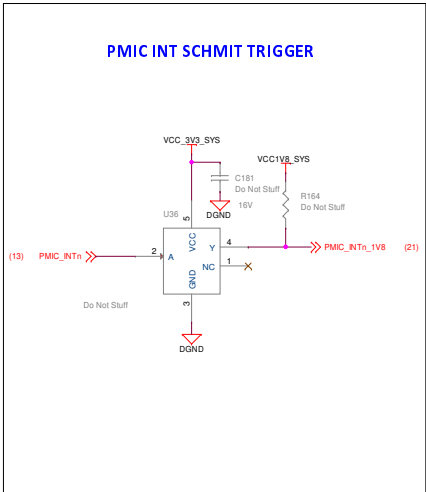 PMIC INT SCHMIT TRIGGER
VCC_3V3_SYS
VCC1V8_SYS
C181
Do Not Stuff
16V
DGND
R164
Do Not Stuff
U36
5
VCC
(13)
PMIC_INTn
2
A
Y
4
PMIC_INTn_1V8
(21)
NC
1
GND
3
Do Not Stuff
DGND